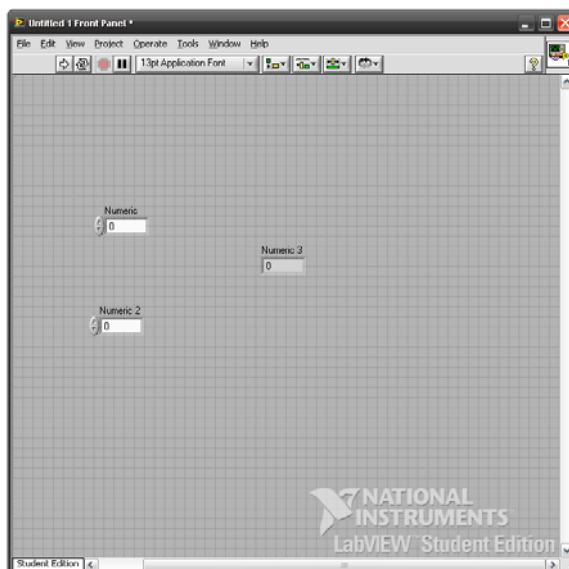 Untitled 1 Front Panel *
File Edit View Project Operate Tools Window Help
13pt Application Font
?
Numeric
0
Numeric 3
0
Numeric 2
0
NATIONAL
INSTRUMENTS
LabVIEW Student Edition
Student Edition